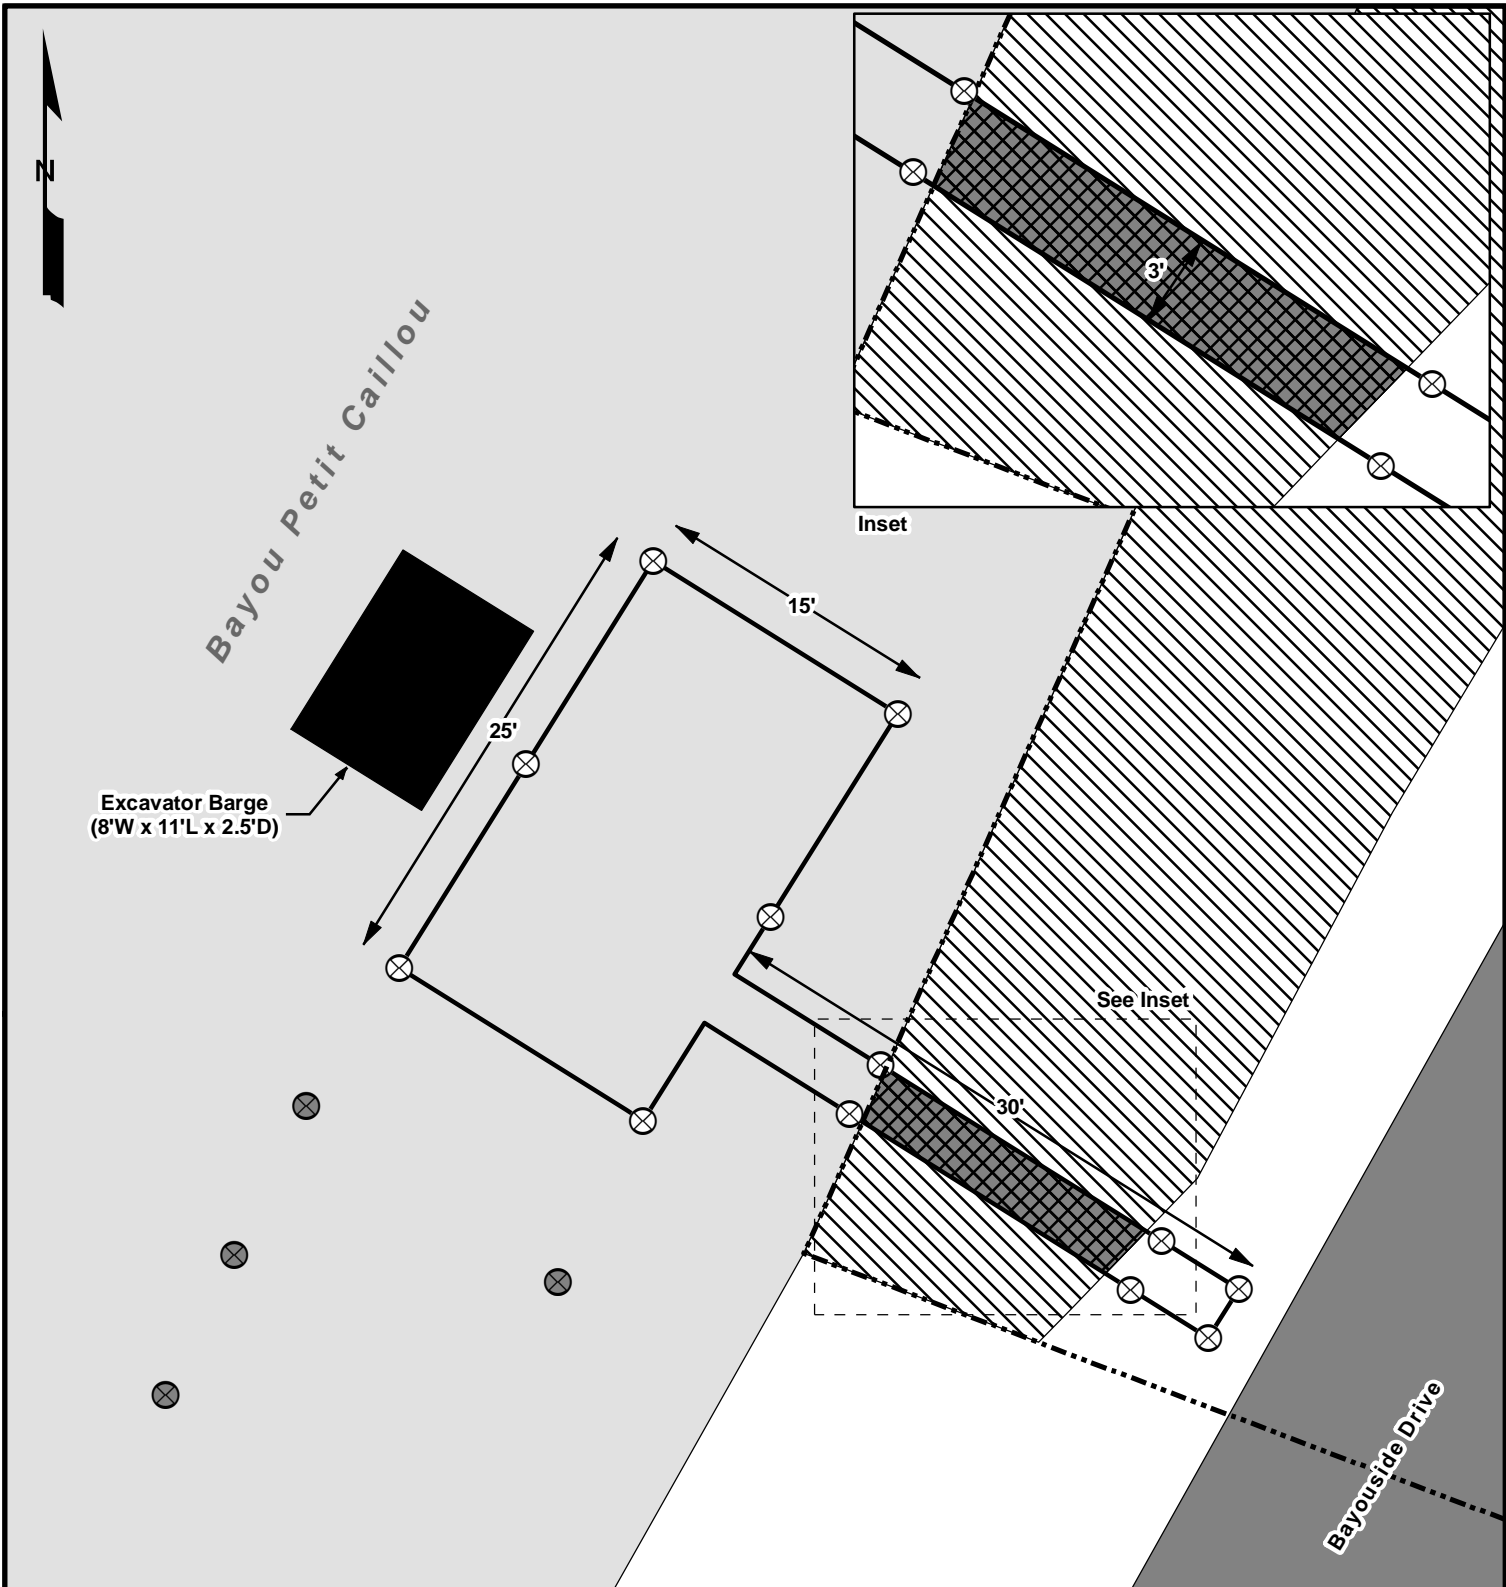 N
3'
Inset
Bayou Petit Caillou
15'
25'
Excavator Barge
(8'W x 11'L x 2.5'D)
See Inset
30'
Bayouside Drive